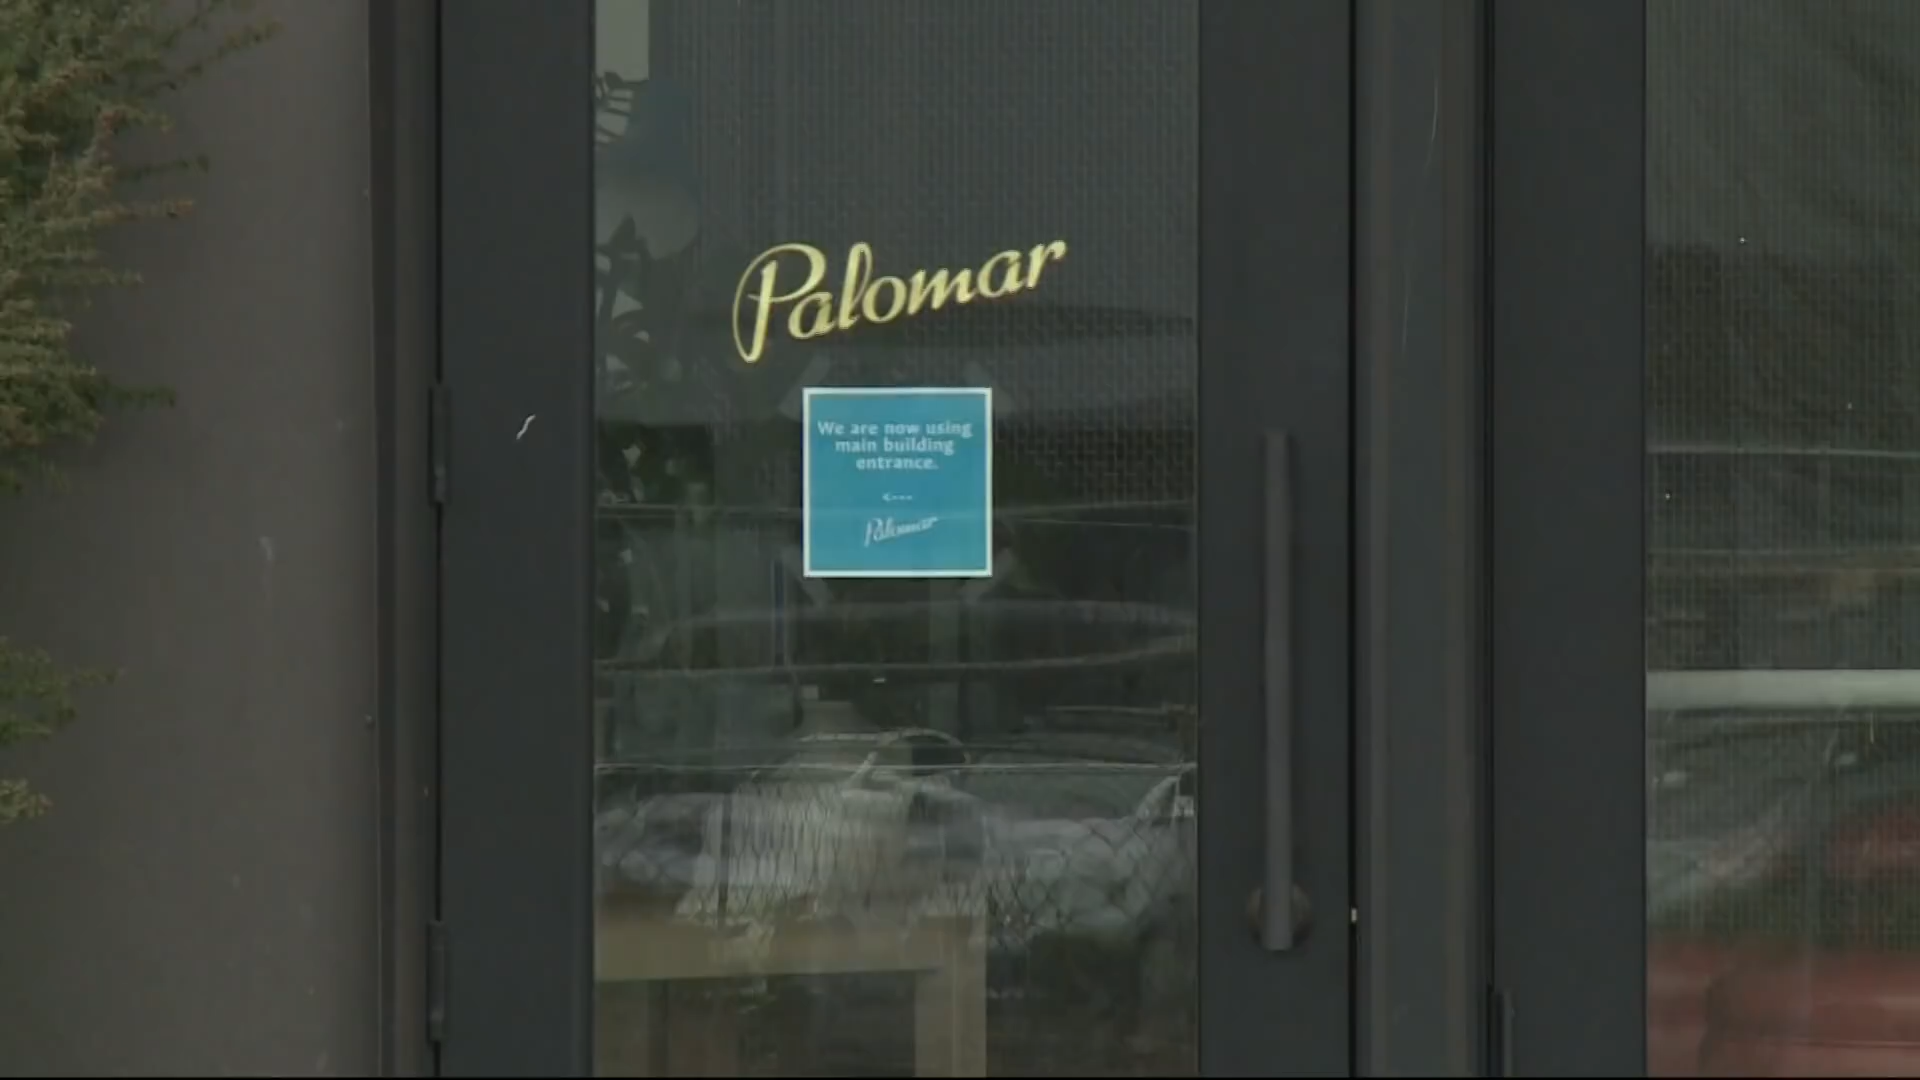 Palomar
We are now using
main building
entrance.
<---
Palomar